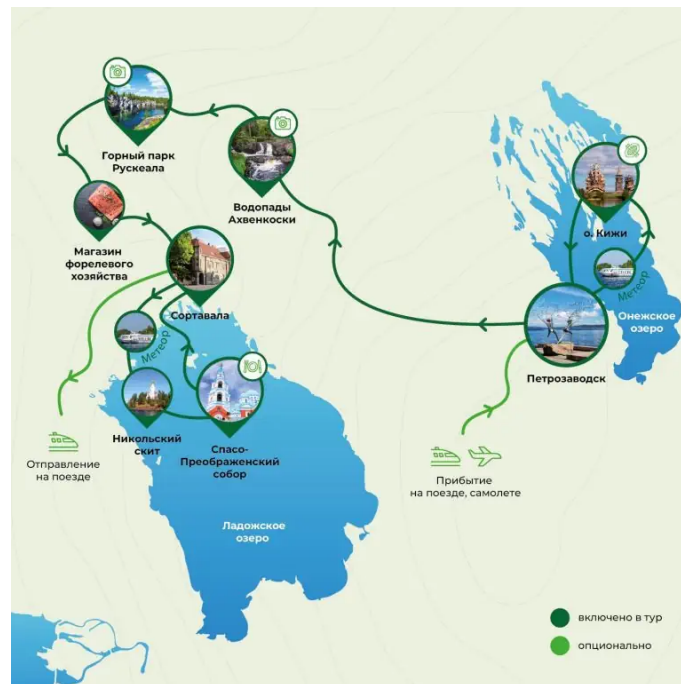 Горный парк
Рускеала
Водопады
Ахвенкоски
Магазин
форелевого
хозяйства
Сортавала
Метеор
Никольский
скит
Спасо-
Преображенский
собор
Отправление
на поезде
Ладожское
озеро
о. Кижи
Метеор
Онежское
озеро
Петрозаводск
Прибытие
на поезде, самолете
включено в тур
опционально